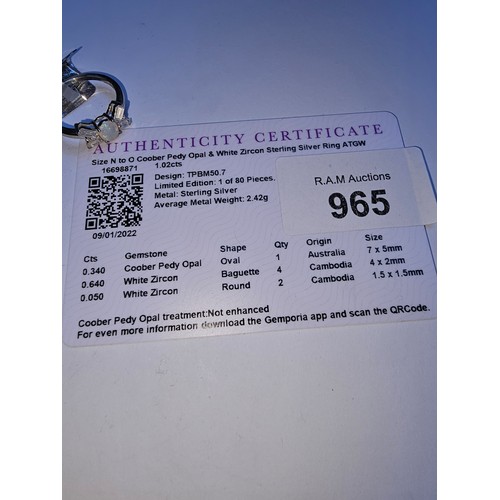 AUTHENTICITY CERTIFICATE
Size N to O Coober Pedy Opal & White Zircon Sterling Silver Ring ATGW
1.02cts
16698871
Design: TPBM50.7
Limited Edition: 1 of 80 Pieces.
Metal: Sterling Silver
Average Metal Weight: 2.42g
09/01/2022
R.A.M Auctions
965
Cts Gemstone Shape Qty Origin Size
0.340 Coober Pedy Opal Oval 1 Australia 7 x 5mm
0.640 White Zircon Baguette 4 Cambodia 4 x 2mm
0.050 White Zircon Round 2 Cambodia 1.5 x 1.5mm
Coober Pedy Opal treatment:Not enhanced
For even more information download the Gemporia app and scan the QRCode.